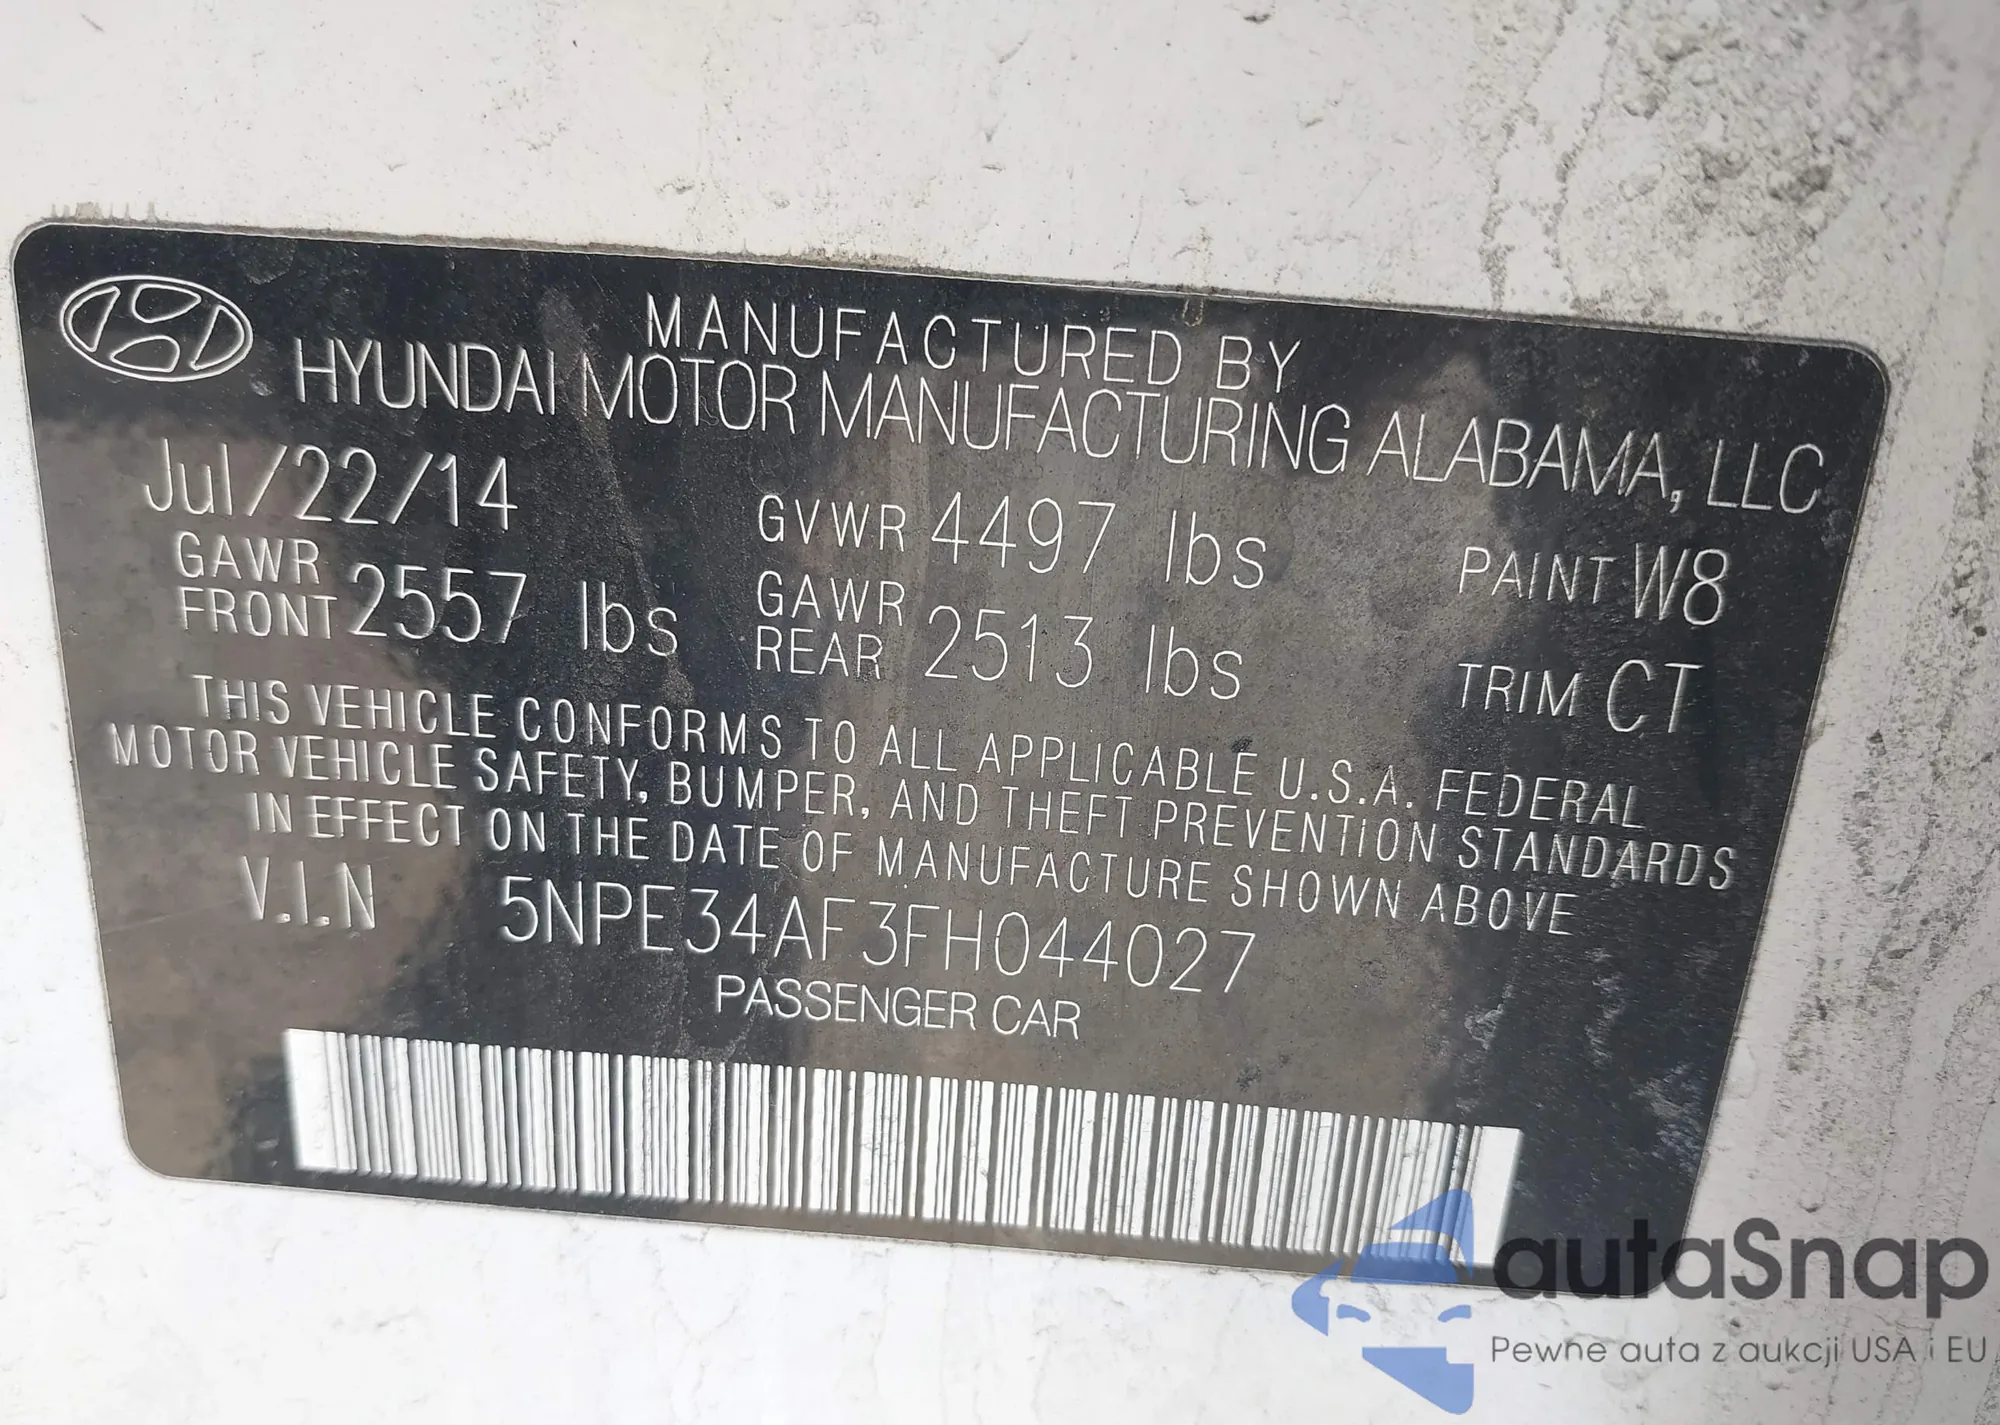 MANUFACTURED BY
HYUNDAI MOTOR MANUFACTURING ALABAMA, LLC
Jul/22/14 GVWR 4497 lbs PAINT W8
GAWR FRONT 2557 lbs GAWR REAR 2513 lbs TRIM CT
THIS VEHICLE CONFORMS TO ALL APPLICABLE U.S.A. FEDERAL
MOTOR VEHICLE SAFETY, BUMPER, AND THEFT PREVENTION STANDARDS
IN EFFECT ON THE DATE OF MANUFACTURE SHOWN ABOVE
V.I.N 5NPE34AF3FH044027
PASSENGER CAR
autaSnap
Pewne auta z aukcji USA i EU